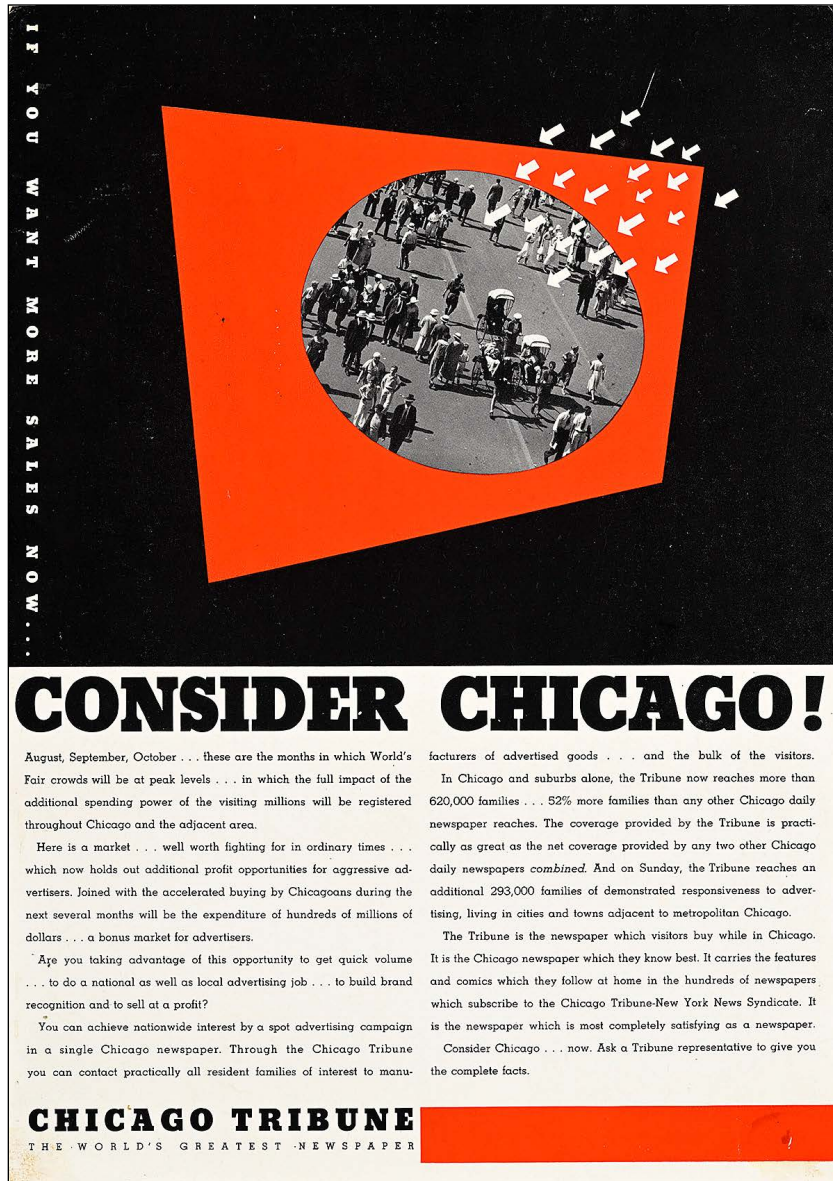 IF YOU WANT MORE SALES NOW...
CONSIDER CHICAGO!
August, September, October . . . these are the months in which World's
Fair crowds will be at peak levels . . . in which the full impact of the
additional spending power of the visiting millions will be registered
throughout Chicago and the adjacent area.
Here is a market . . . well worth fighting for in ordinary times . . .
which now holds out additional profit opportunities for aggressive ad-
vertisers. Joined with the accelerated buying by Chicagoans during the
next several months will be the expenditure of hundreds of millions of
dollars . . . a bonus market for advertisers.
Are you taking advantage of this opportunity to get quick volume
. . . to do a national as well as local advertising job . . . to build brand
recognition and to sell at a profit?
You can achieve nationwide interest by a spot advertising campaign
in a single Chicago newspaper. Through the Chicago Tribune
you can contact practically all resident families of interest to manu-
facturers of advertised goods . . . and the bulk of the visitors.
In Chicago and suburbs alone, the Tribune now reaches more than
620,000 families . . . 52% more families than any other Chicago daily
newspaper reaches. The coverage provided by the Tribune is practi-
cally as great as the net coverage provided by any two other Chicago
daily newspapers combined. And on Sunday, the Tribune reaches an
additional 293,000 families of demonstrated responsiveness to adver-
tising, living in cities and towns adjacent to metropolitan Chicago.
The Tribune is the newspaper which visitors buy while in Chicago.
It is the Chicago newspaper which they know best. It carries the features
and comics which they follow at home in the hundreds of newspapers
which subscribe to the Chicago Tribune-New York News Syndicate. It
is the newspaper which is most completely satisfying as a newspaper.
Consider Chicago . . . now. Ask a Tribune representative to give you
the complete facts.
CHICAGO TRIBUNE
THE WORLD'S GREATEST NEWSPAPER